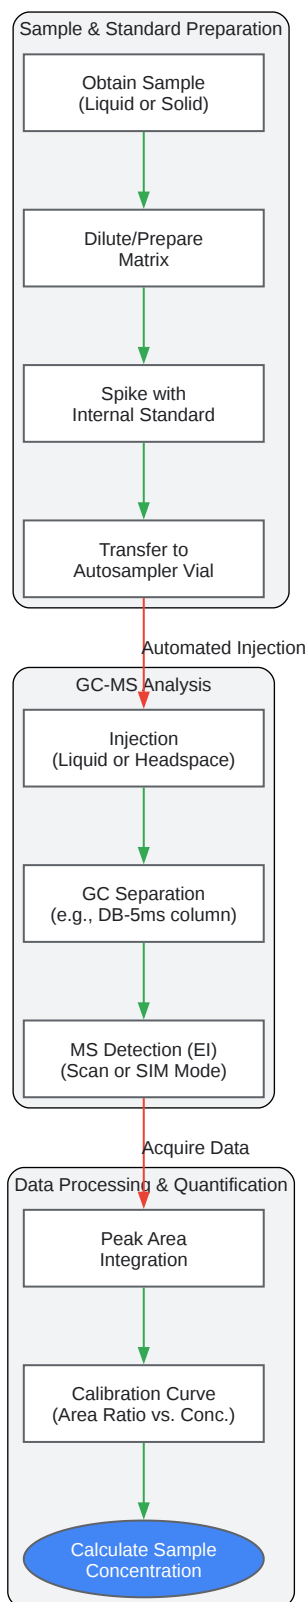 Sample & Standard Preparation
Obtain Sample
(Liquid or Solid)
Dilute/Prepare
Matrix
Spike with
Internal Standard
Transfer to
Autosampler Vial
Automated Injection
GC-MS Analysis
Injection
(Liquid or Headspace)
GC Separation
(e.g., DB-5ms column)
MS Detection (EI)
(Scan or SIM Mode)
Acquire Data
Data Processing & Quantification
Peak Area
Integration
Calibration Curve
(Area Ratio vs. Conc.)
Calculate Sample
Concentration